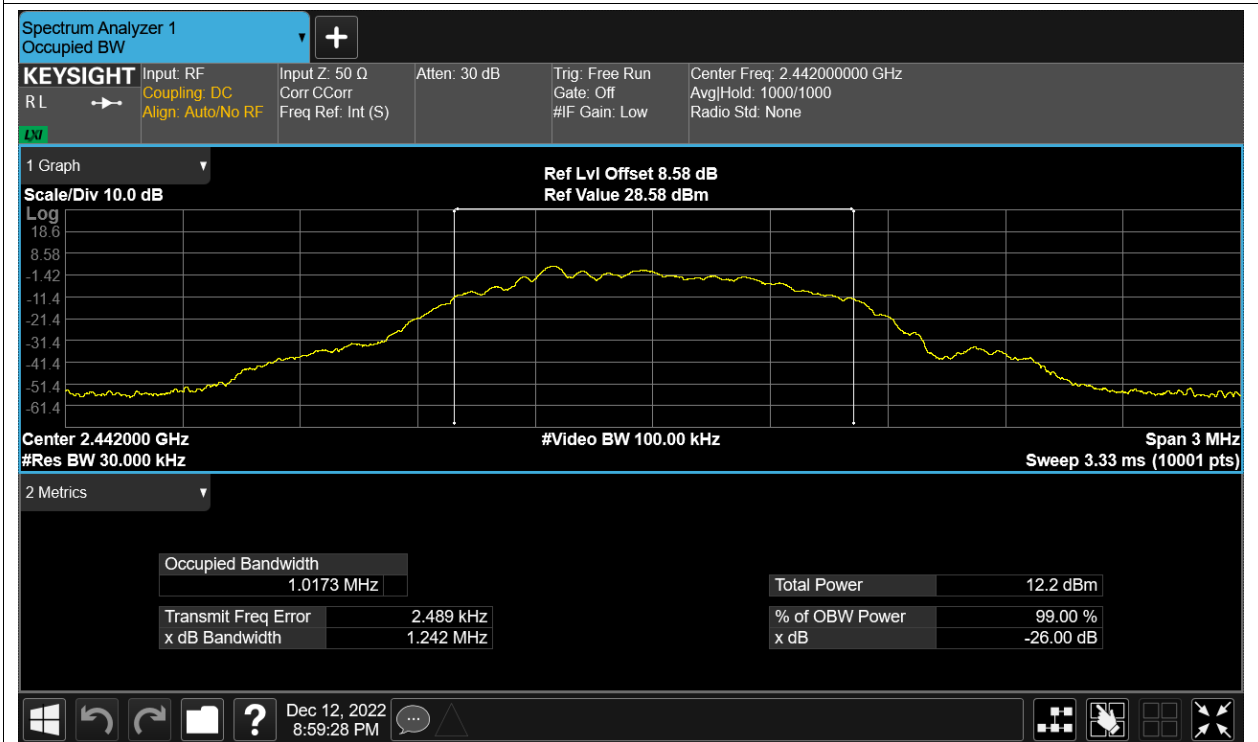 Spectrum Analyzer 1
Occupied BW
KEYSIGHT
R L
LXI
Input: RF
Coupling: DC
Align: Auto/No RF
Input Z: 50 Ω
Corr CCorr
Freq Ref: Int (S)
Atten: 30 dB
Trig: Free Run
Gate: Off
#IF Gain: Low
Center Freq: 2.442000000 GHz
Avg|Hold: 1000/1000
Radio Std: None
1 Graph
Scale/Div 10.0 dB
Ref Lvl Offset 8.58 dB
Ref Value 28.58 dBm
Log
18.6
8.58
-1.42
-11.4
-21.4
-31.4
-41.4
-51.4
-61.4
Center 2.442000 GHz
#Res BW 30.000 kHz
#Video BW 100.00 kHz
Span 3 MHz
Sweep 3.33 ms (10001 pts)
2 Metrics
Occupied Bandwidth
1.0173 MHz
Transmit Freq Error 2.489 kHz
x dB Bandwidth 1.242 MHz
Total Power 12.2 dBm
% of OBW Power 99.00 %
x dB -26.00 dB
?
Dec 12, 2022
8:59:28 PM